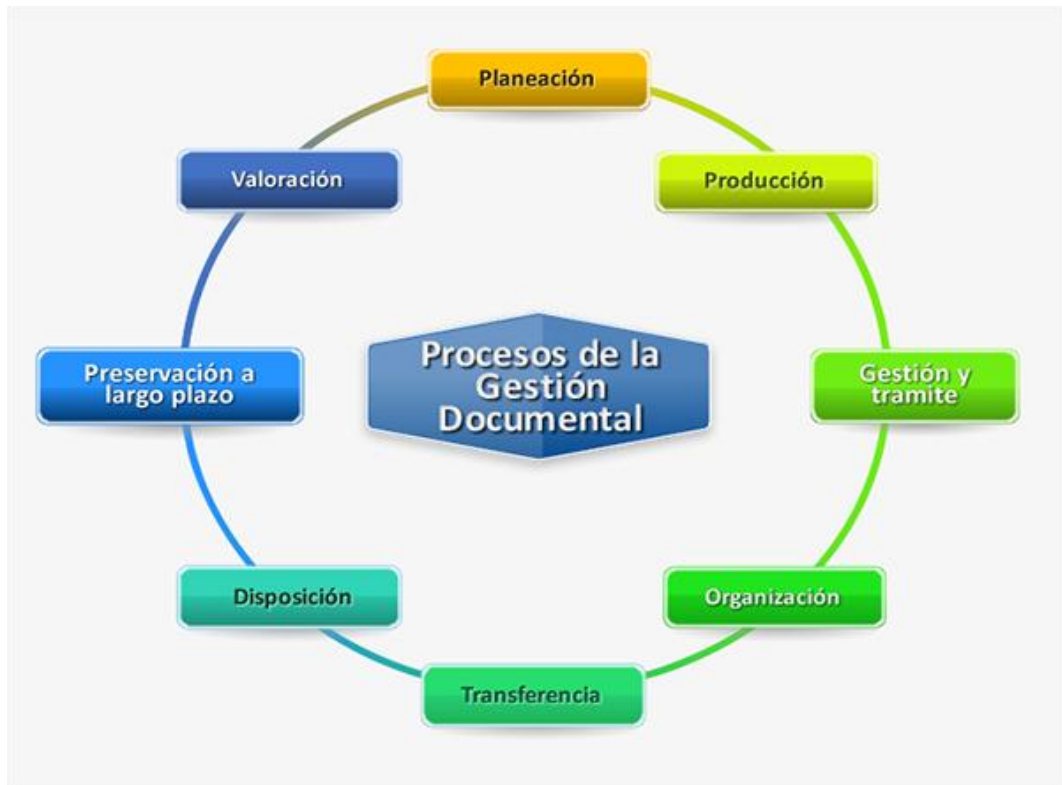 Planeación
Valoración
Producción
Procesos de la
Gestión
Documental
Preservación a
largo plazo
Gestión y
tramite
Disposición
Organización
Transferencia